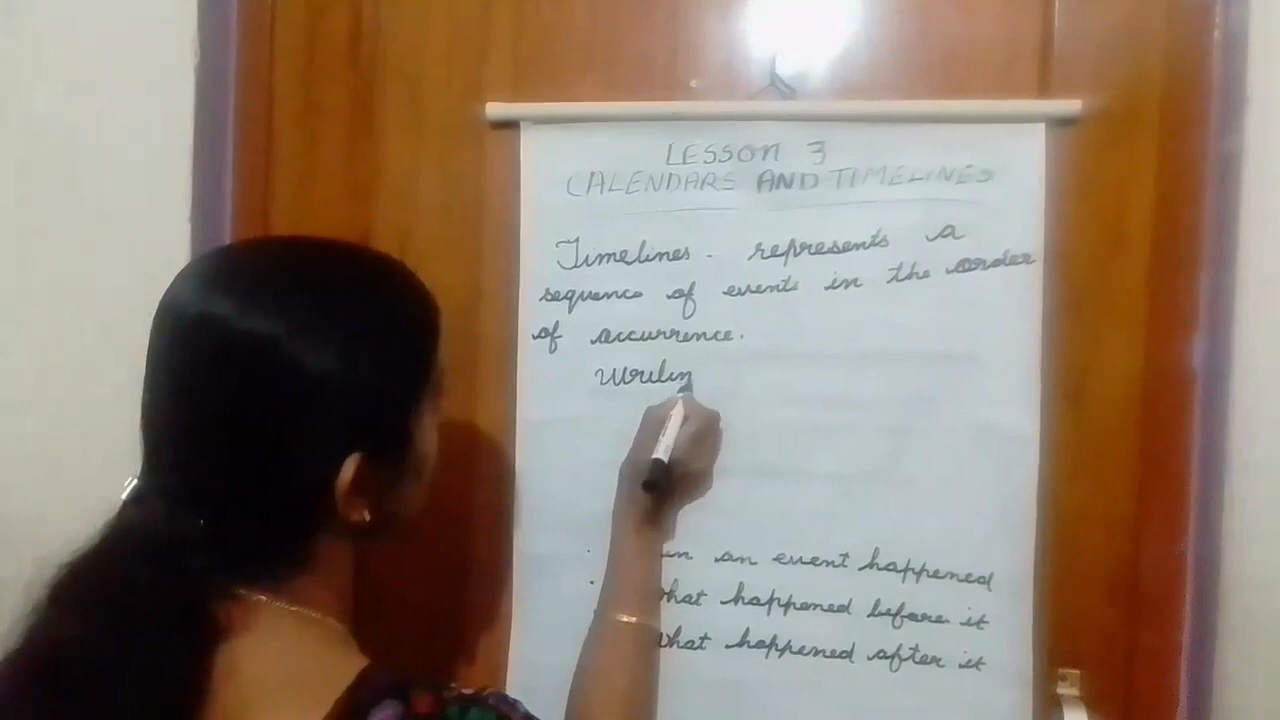 LESSON 3
CALENDARS AND TIMELINES
Timelines - represents a
sequence of events in the order
of occurrence.
an event happened
what happened before it
what happened after it